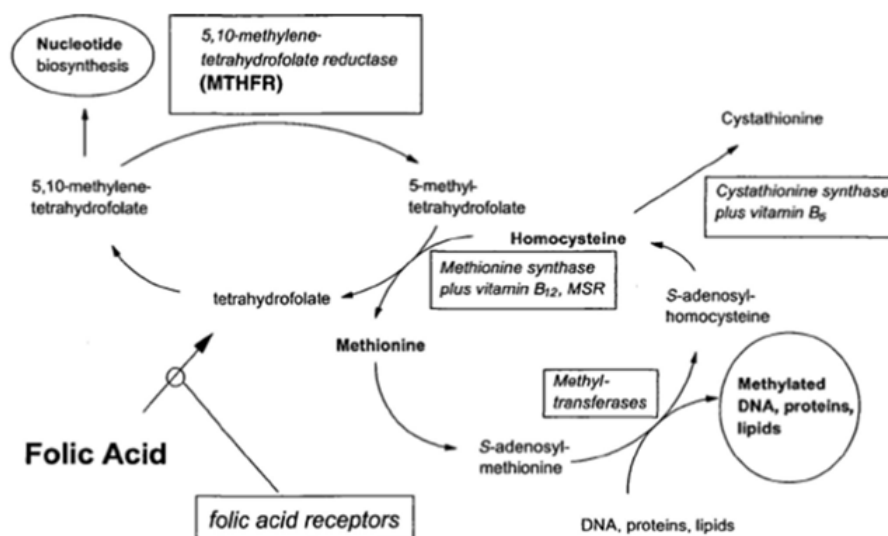 Nucleotide
biosynthesis
5,10-methylene-
tetrahydrofolate reductase
(MTHFR)
Cystathionine
5,10-methylene-
tetrahydrofolate
5-methyl-
tetrahydrofolate
Cystathionine synthase
plus vitamin B6
Homocysteine
Methionine synthase
plus vitamin B12, MSR
tetrahydrofolate
S-adenosyl-
homocysteine
Methionine
Methyl-
transferases
Methylated
DNA, proteins,
lipids
Folic Acid
S-adenosyl-
methionine
folic acid receptors
DNA, proteins, lipids